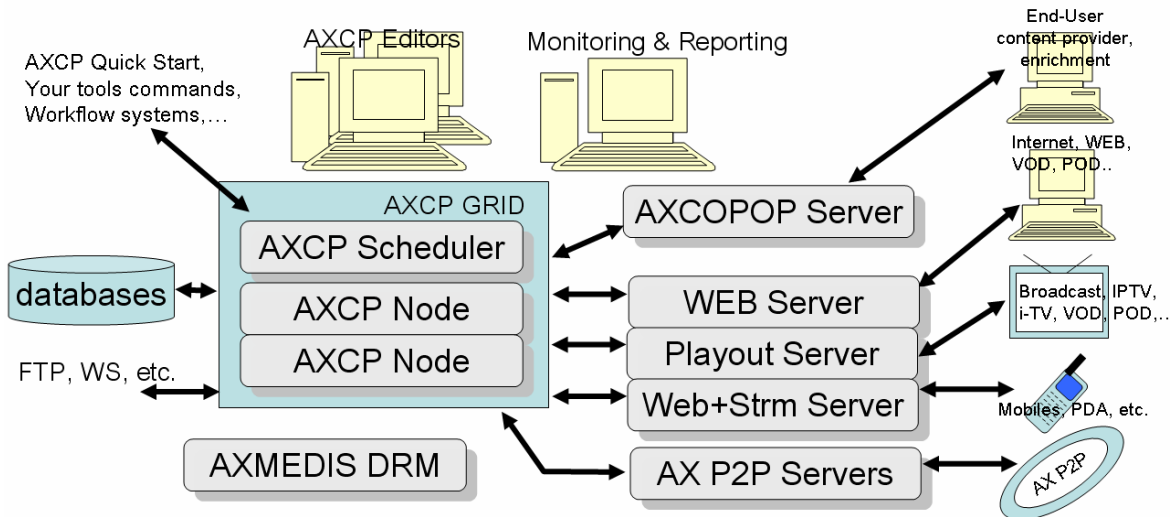 AXCP Quick Start,
Your tools commands,
Workflow systems,...
AXCP Editors
Monitoring & Reporting
End-User
content provider,
enrichment
Internet, WEB,
VOD, POD..
AXCP GRID
AXCP Scheduler
AXCP Node
AXCP Node
databases
FTP, WS, etc.
AXMEDIS DRM
AXCOPOP Server
WEB Server
Playout Server
Web+Strm Server
AX P2P Servers
Broadcast, IPTV,
i-TV, VOD, POD,..
Mobiles, PDA, etc.
AX P2P